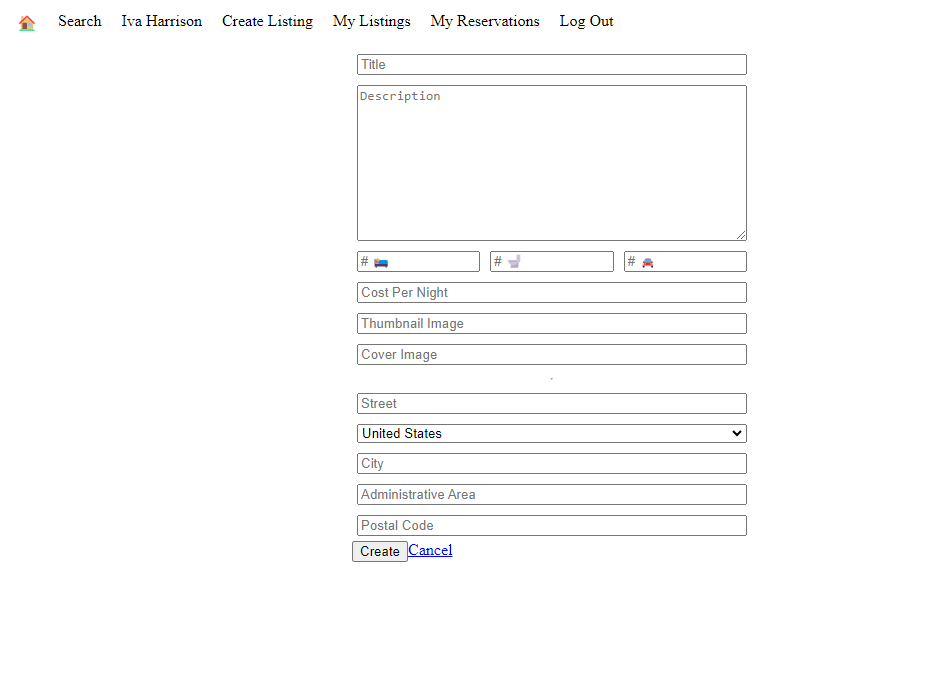 Search Iva Harrison Create Listing My Listings My Reservations Log Out
Title
Description
# # #
Cost Per Night
Thumbnail Image
Cover Image
Street
United States
City
Administrative Area
Postal Code
Create Cancel